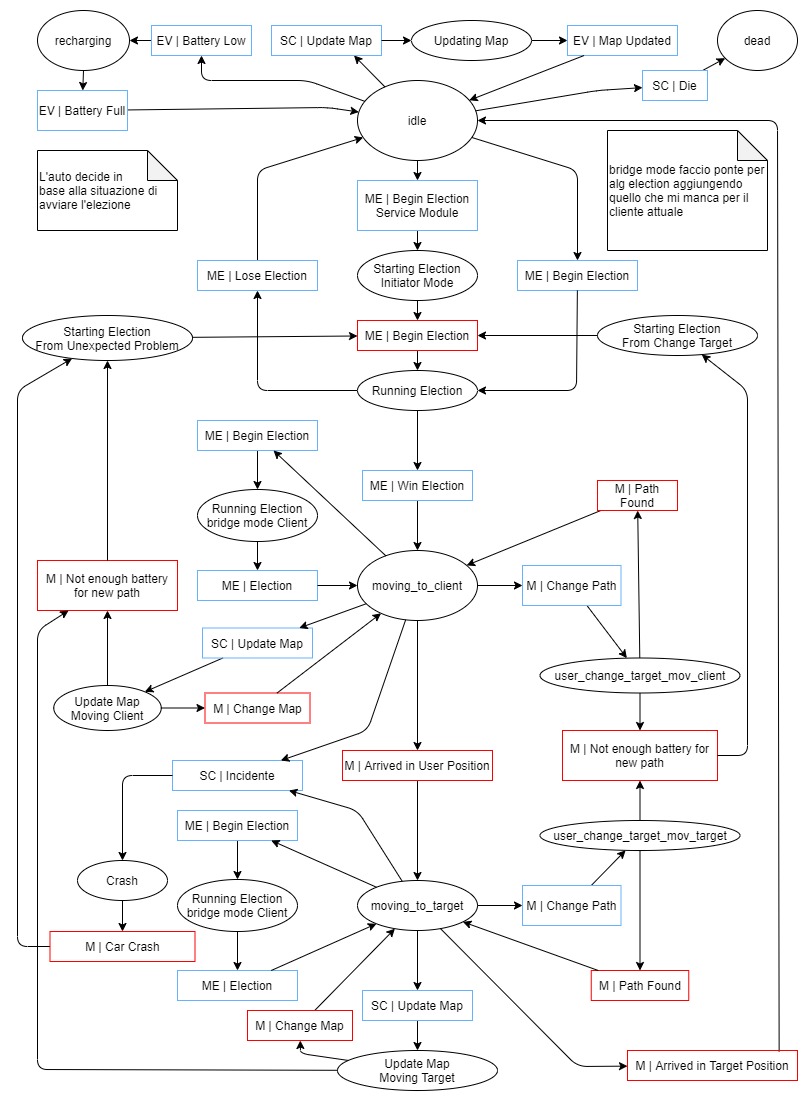 recharging
EV | Battery Low
SC | Update Map
Updating Map
EV | Map Updated
dead
SC | Die
EV | Battery Full
idle
L'auto decide in
base alla situazione di
avviare l'elezione
ME | Begin Election
Service Module
bridge mode faccio ponte per
alg election aggiungendo
quello che mi manca per il
cliente attuale
ME | Lose Election
Starting Election
Initiator Mode
ME | Begin Election
Starting Election
From Unexpected Problem
ME | Begin Election
Starting Election
From Change Target
Running Election
ME | Begin Election
ME | Win Election
M | Path
Found
Running Election
bridge mode Client
M | Not enough battery
for new path
ME | Election
moving_to_client
M | Change Path
SC | Update Map
user_change_target_mov_client
Update Map
Moving Client
M | Change Map
M | Not enough battery for
new path
SC | Incidente
M | Arrived in User Position
ME | Begin Election
user_change_target_mov_target
Crash
Running Election
bridge mode Client
moving_to_target
M | Change Path
M | Car Crash
ME | Election
M | Path Found
SC | Update Map
M | Change Map
Update Map
Moving Target
M | Arrived in Target Position